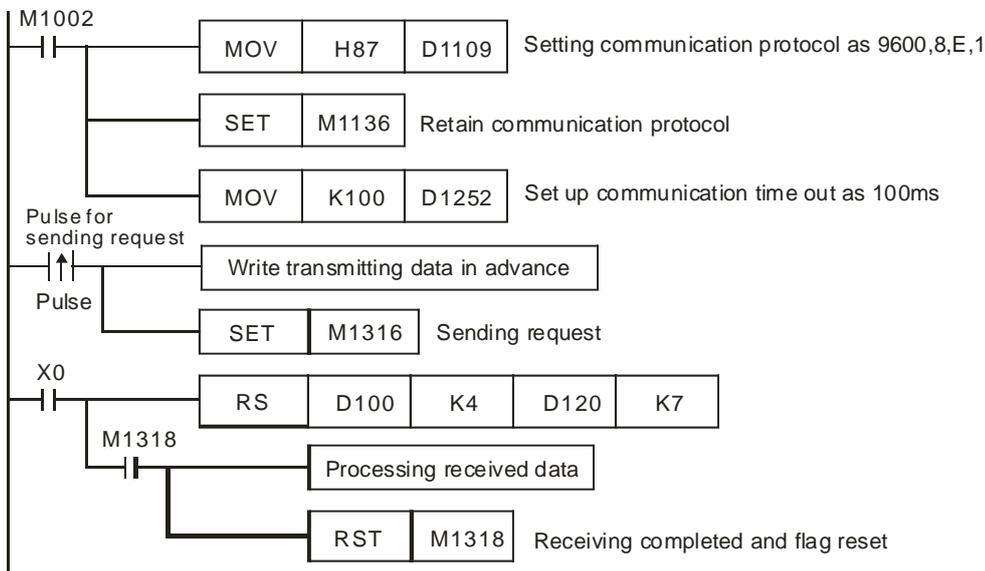 M1002
MOV H87 D1109 Setting communication protocol as 9600,8,E,1
SET M1136 Retain communication protocol
MOV K100 D1252 Set up communication time out as 100ms
Pulse for
sending request
Write transmitting data in advance
Pulse
SET M1316 Sending request
X0
RS D100 K4 D120 K7
M1318
Processing received data
RST M1318 Receiving completed and flag reset